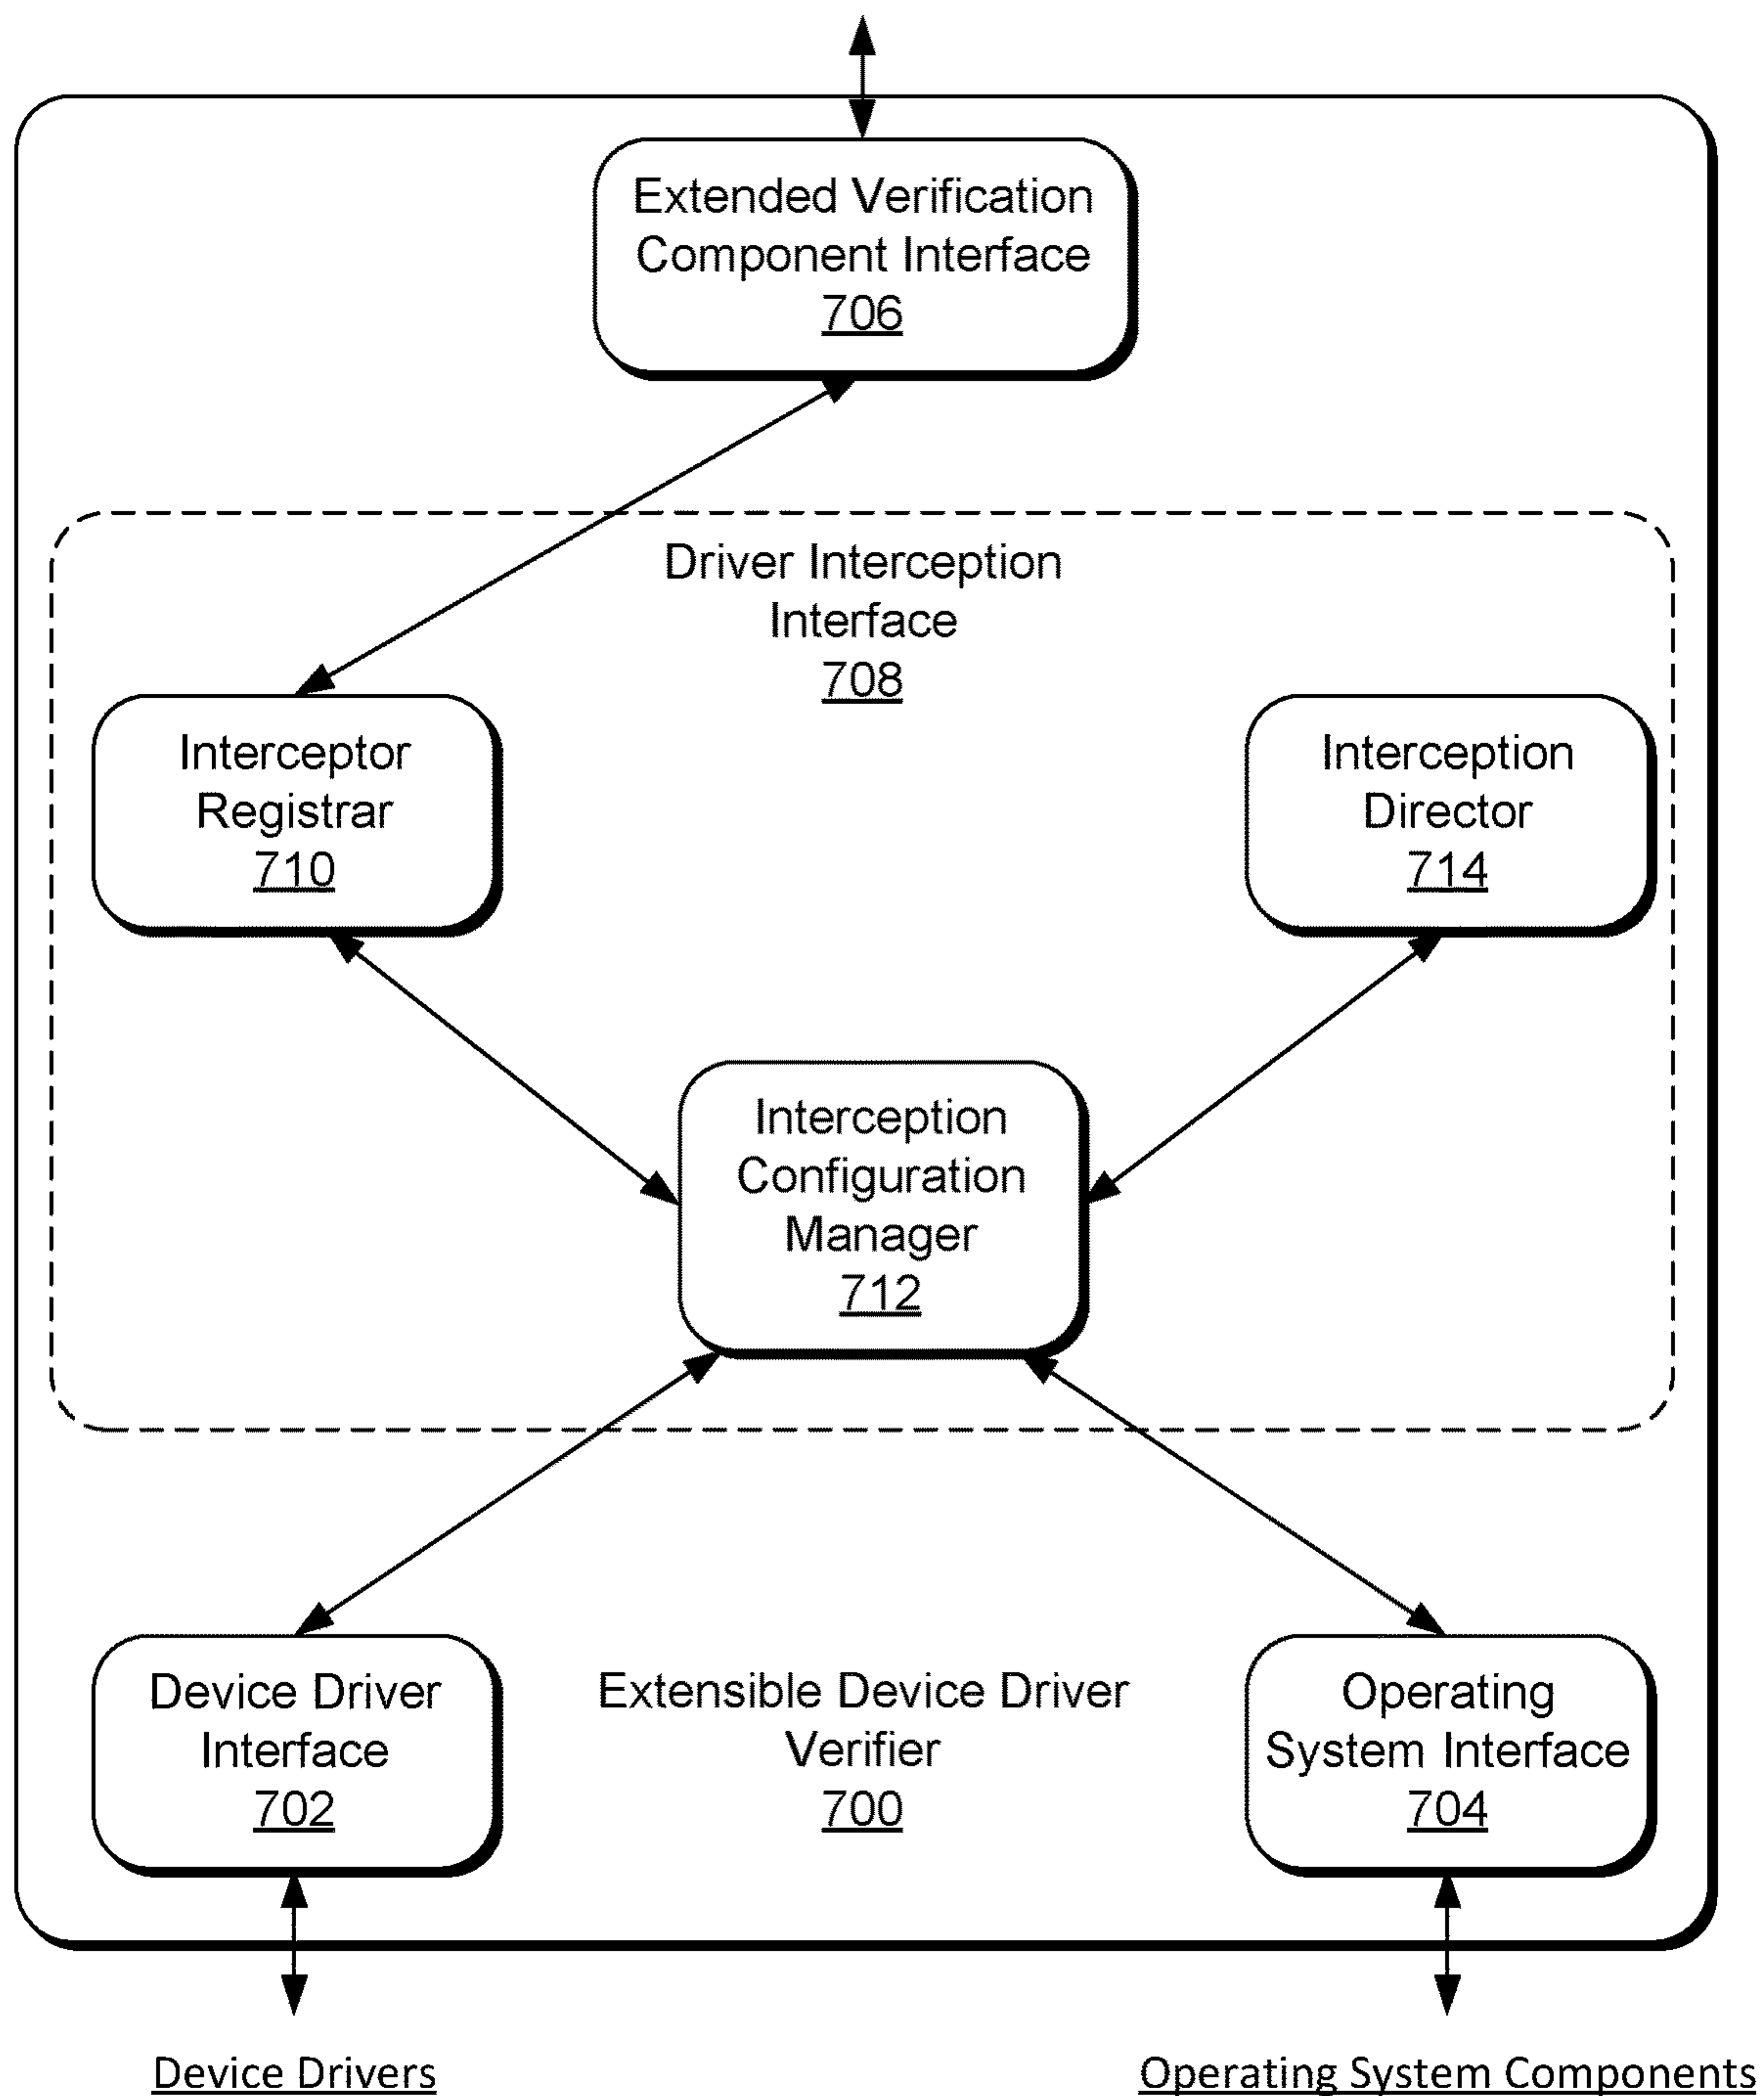 Extended Verification
Component Interface
706
Driver Interception
Interface
708
Interceptor
Registrar
710
Interception
Director
714
Interception
Configuration
Manager
712
Device Driver
Interface
702
Extensible Device Driver
Verifier
700
Operating
System Interface
704
Device Drivers
Operating System Components